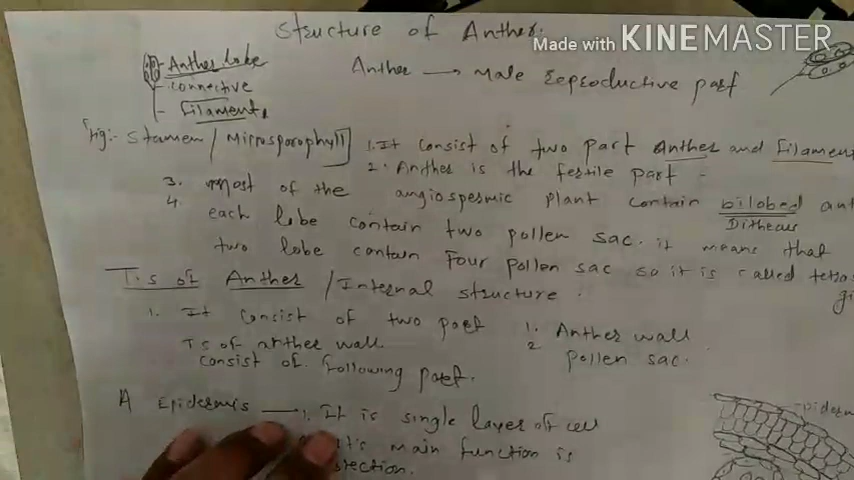 Structure of Anther.
Made with KINEMASTER
Anther lobe
connective
Filament
Anther → Male Reproductive part
Fig:- Stamen / Microsporophyll
1. It consist of two part Anther and Filament
2. Anther is the fertile part -
3. Most of the angiospermic plant contain bilobed
Dithecus
4. each lobe contain two pollen sac. it means that
two lobe contain Four pollen sac so it is called
T.s of Anther / Internal structure
1. It consist of two part
1. Anther wall
2 pollen sac.
Ts of anther wall
consist of following part.
A Epidermis → 1. It is single layer of cell
main function is